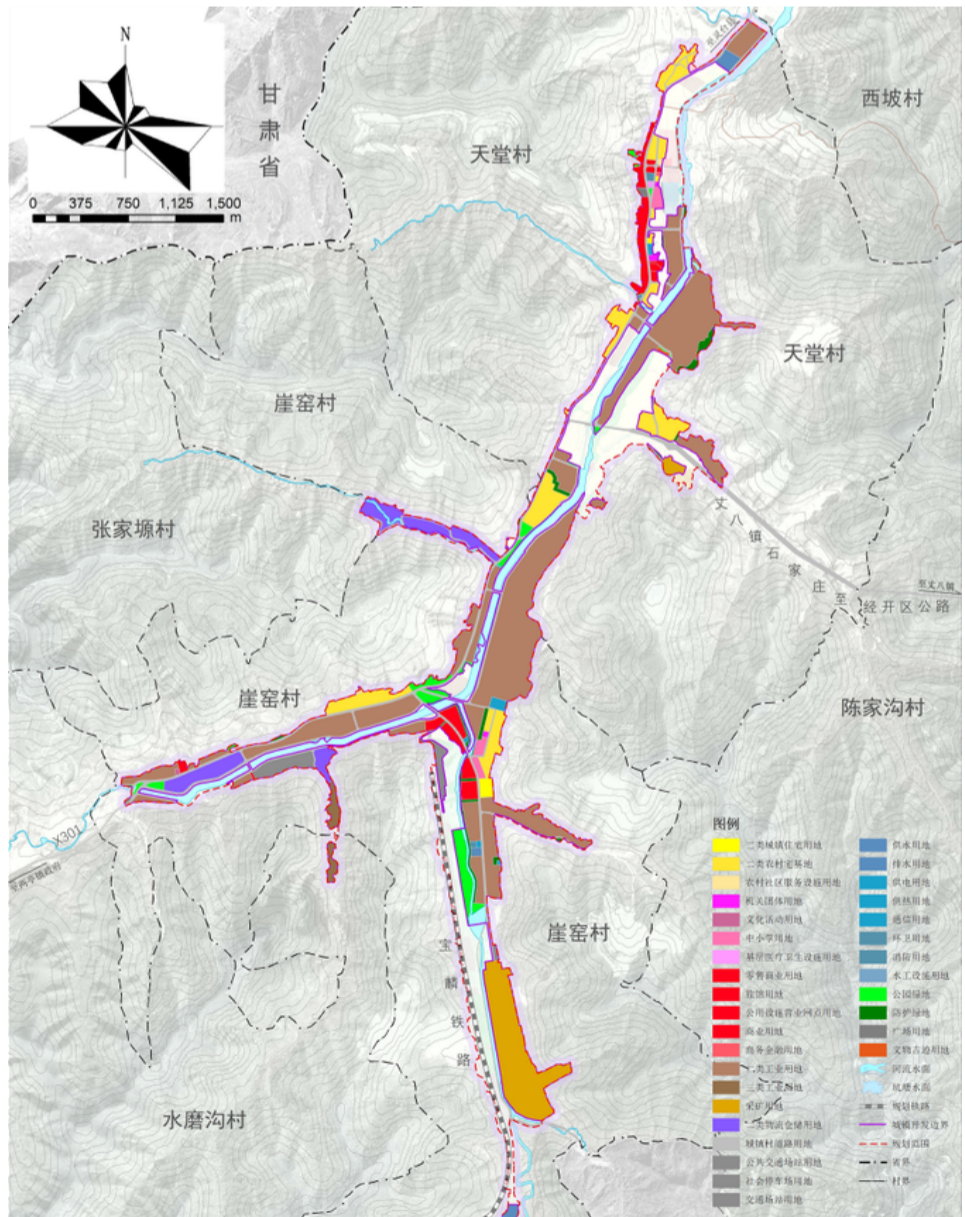 N
甘肃省
0 375 750 1,125 1,500
m
西坡村
天堂村
天堂村
崖窑村
张家塬村
丈八镇石家庄至
至丈八镇
经开区公路
崖窑村
陈家沟村
X301
至两亭镇政府
崖窑村
宝麟铁路
水磨沟村
图例
二类城镇住宅用地
二类农村宅基地
农村社区服务设施用地
机关团体用地
文化活动用地
中小学用地
基层医疗卫生设施用地
零售商业用地
旅馆用地
公用设施营业网点用地
商业用地
商务金融用地
二类工业用地
三类工业用地
采矿用地
一类物流仓储用地
城镇村道路用地
公共交通场站用地
社会停车场用地
交通场站用地
供水用地
排水用地
供电用地
供热用地
通信用地
环卫用地
消防用地
水工设施用地
公园绿地
防护绿地
广场用地
文物古迹用地
河流水面
坑塘水面
规划铁路
城镇开发边界
规划范围
省界
村界